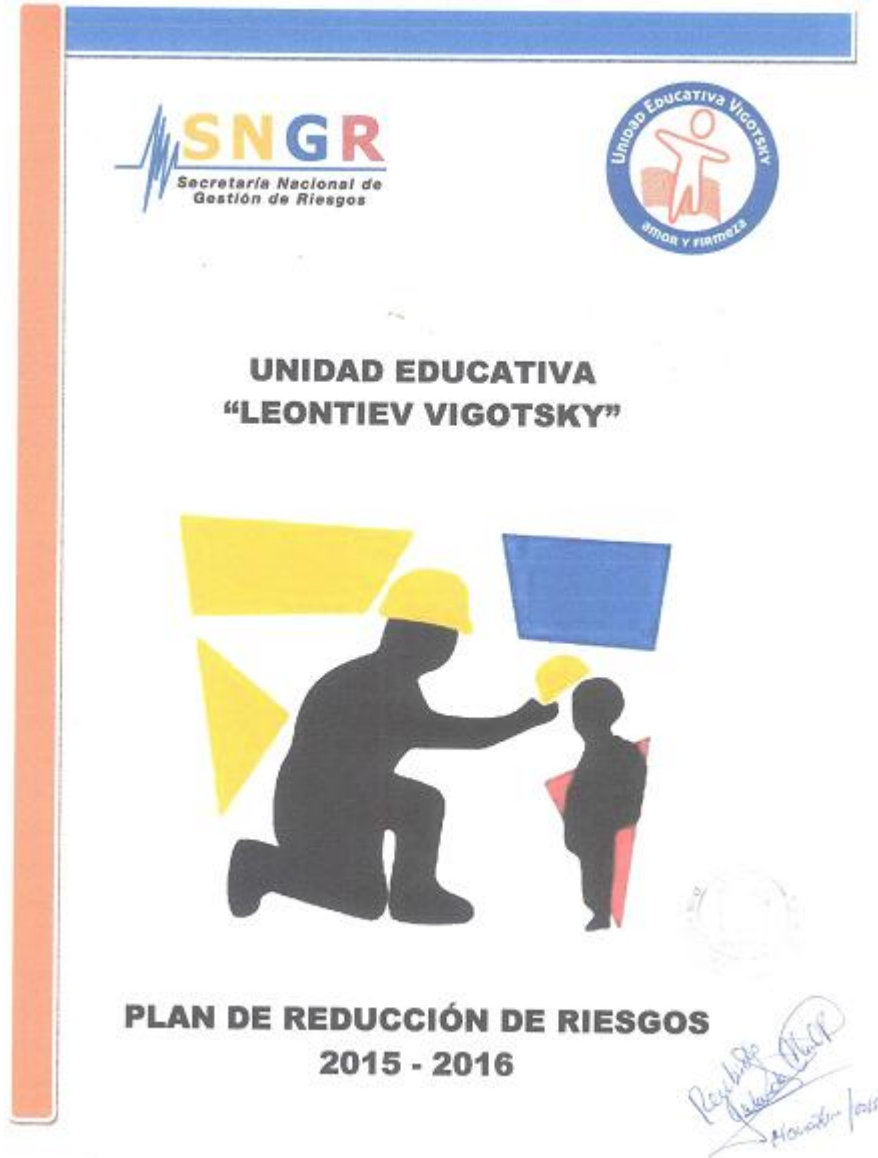 SNGR
Secretaría Nacional de
Gestión de Riesgos
UNIDAD EDUCATIVA VIGOTSKY
AMOR Y FIRMEZA
UNIDAD EDUCATIVA
“LEONTIEV VIGOTSKY”
PLAN DE REDUCCIÓN DE RIESGOS
2015 - 2016